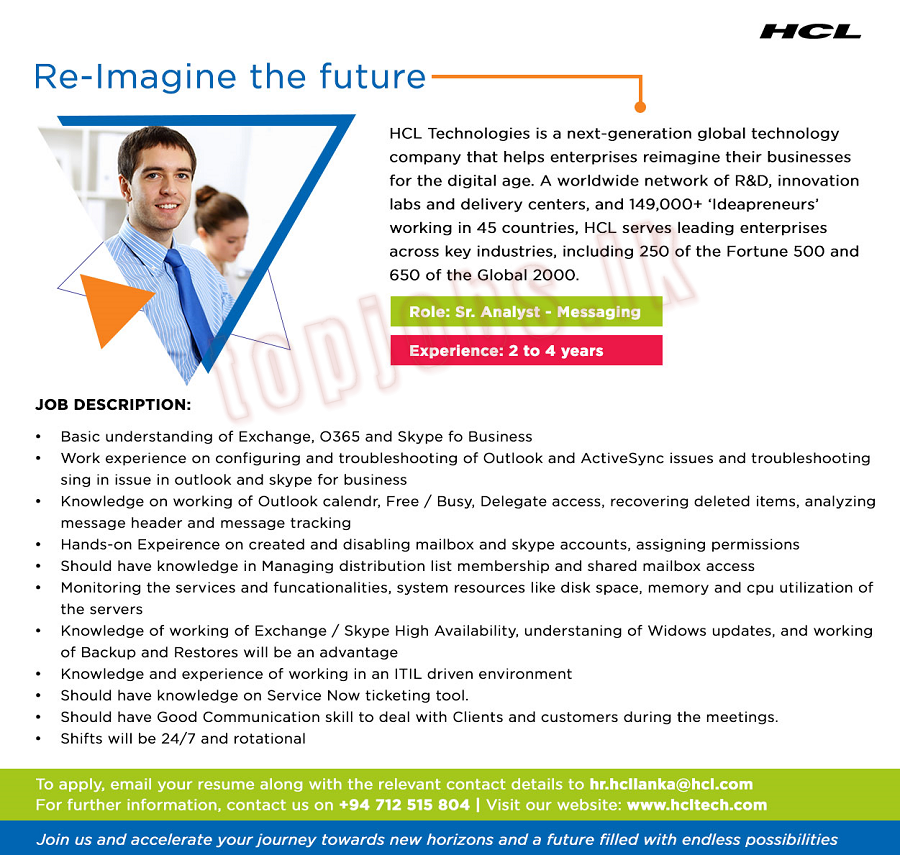 HCL
Re-Imagine the future
HCL Technologies is a next-generation global technology
company that helps enterprises reimagine their businesses
for the digital age. A worldwide network of R&D, innovation
labs and delivery centers, and 149,000+ ‘Ideapreneurs’
working in 45 countries, HCL serves leading enterprises
across key industries, including 250 of the Fortune 500 and
650 of the Global 2000.
topjobs.lk
Role: Sr. Analyst - Messaging
Experience: 2 to 4 years
JOB DESCRIPTION:
• Basic understanding of Exchange, O365 and Skype fo Business
• Work experience on configuring and troubleshooting of Outlook and ActiveSync issues and troubleshooting
sing in issue in outlook and skype for business
• Knowledge on working of Outlook calendr, Free / Busy, Delegate access, recovering deleted items, analyzing
message header and message tracking
• Hands-on Expeirence on created and disabling mailbox and skype accounts, assigning permissions
• Should have knowledge in Managing distribution list membership and shared mailbox access
• Monitoring the services and funcationalities, system resources like disk space, memory and cpu utilization of
the servers
• Knowledge of working of Exchange / Skype High Availability, understaning of Widows updates, and working
of Backup and Restores will be an advantage
• Knowledge and experience of working in an ITIL driven environment
• Should have knowledge on Service Now ticketing tool.
• Should have Good Communication skill to deal with Clients and customers during the meetings.
• Shifts will be 24/7 and rotational
To apply, email your resume along with the relevant contact details to hr.hcllanka@hcl.com
For further information, contact us on +94 712 515 804 | Visit our website: www.hcltech.com
Join us and accelerate your journey towards new horizons and a future filled with endless possibilities